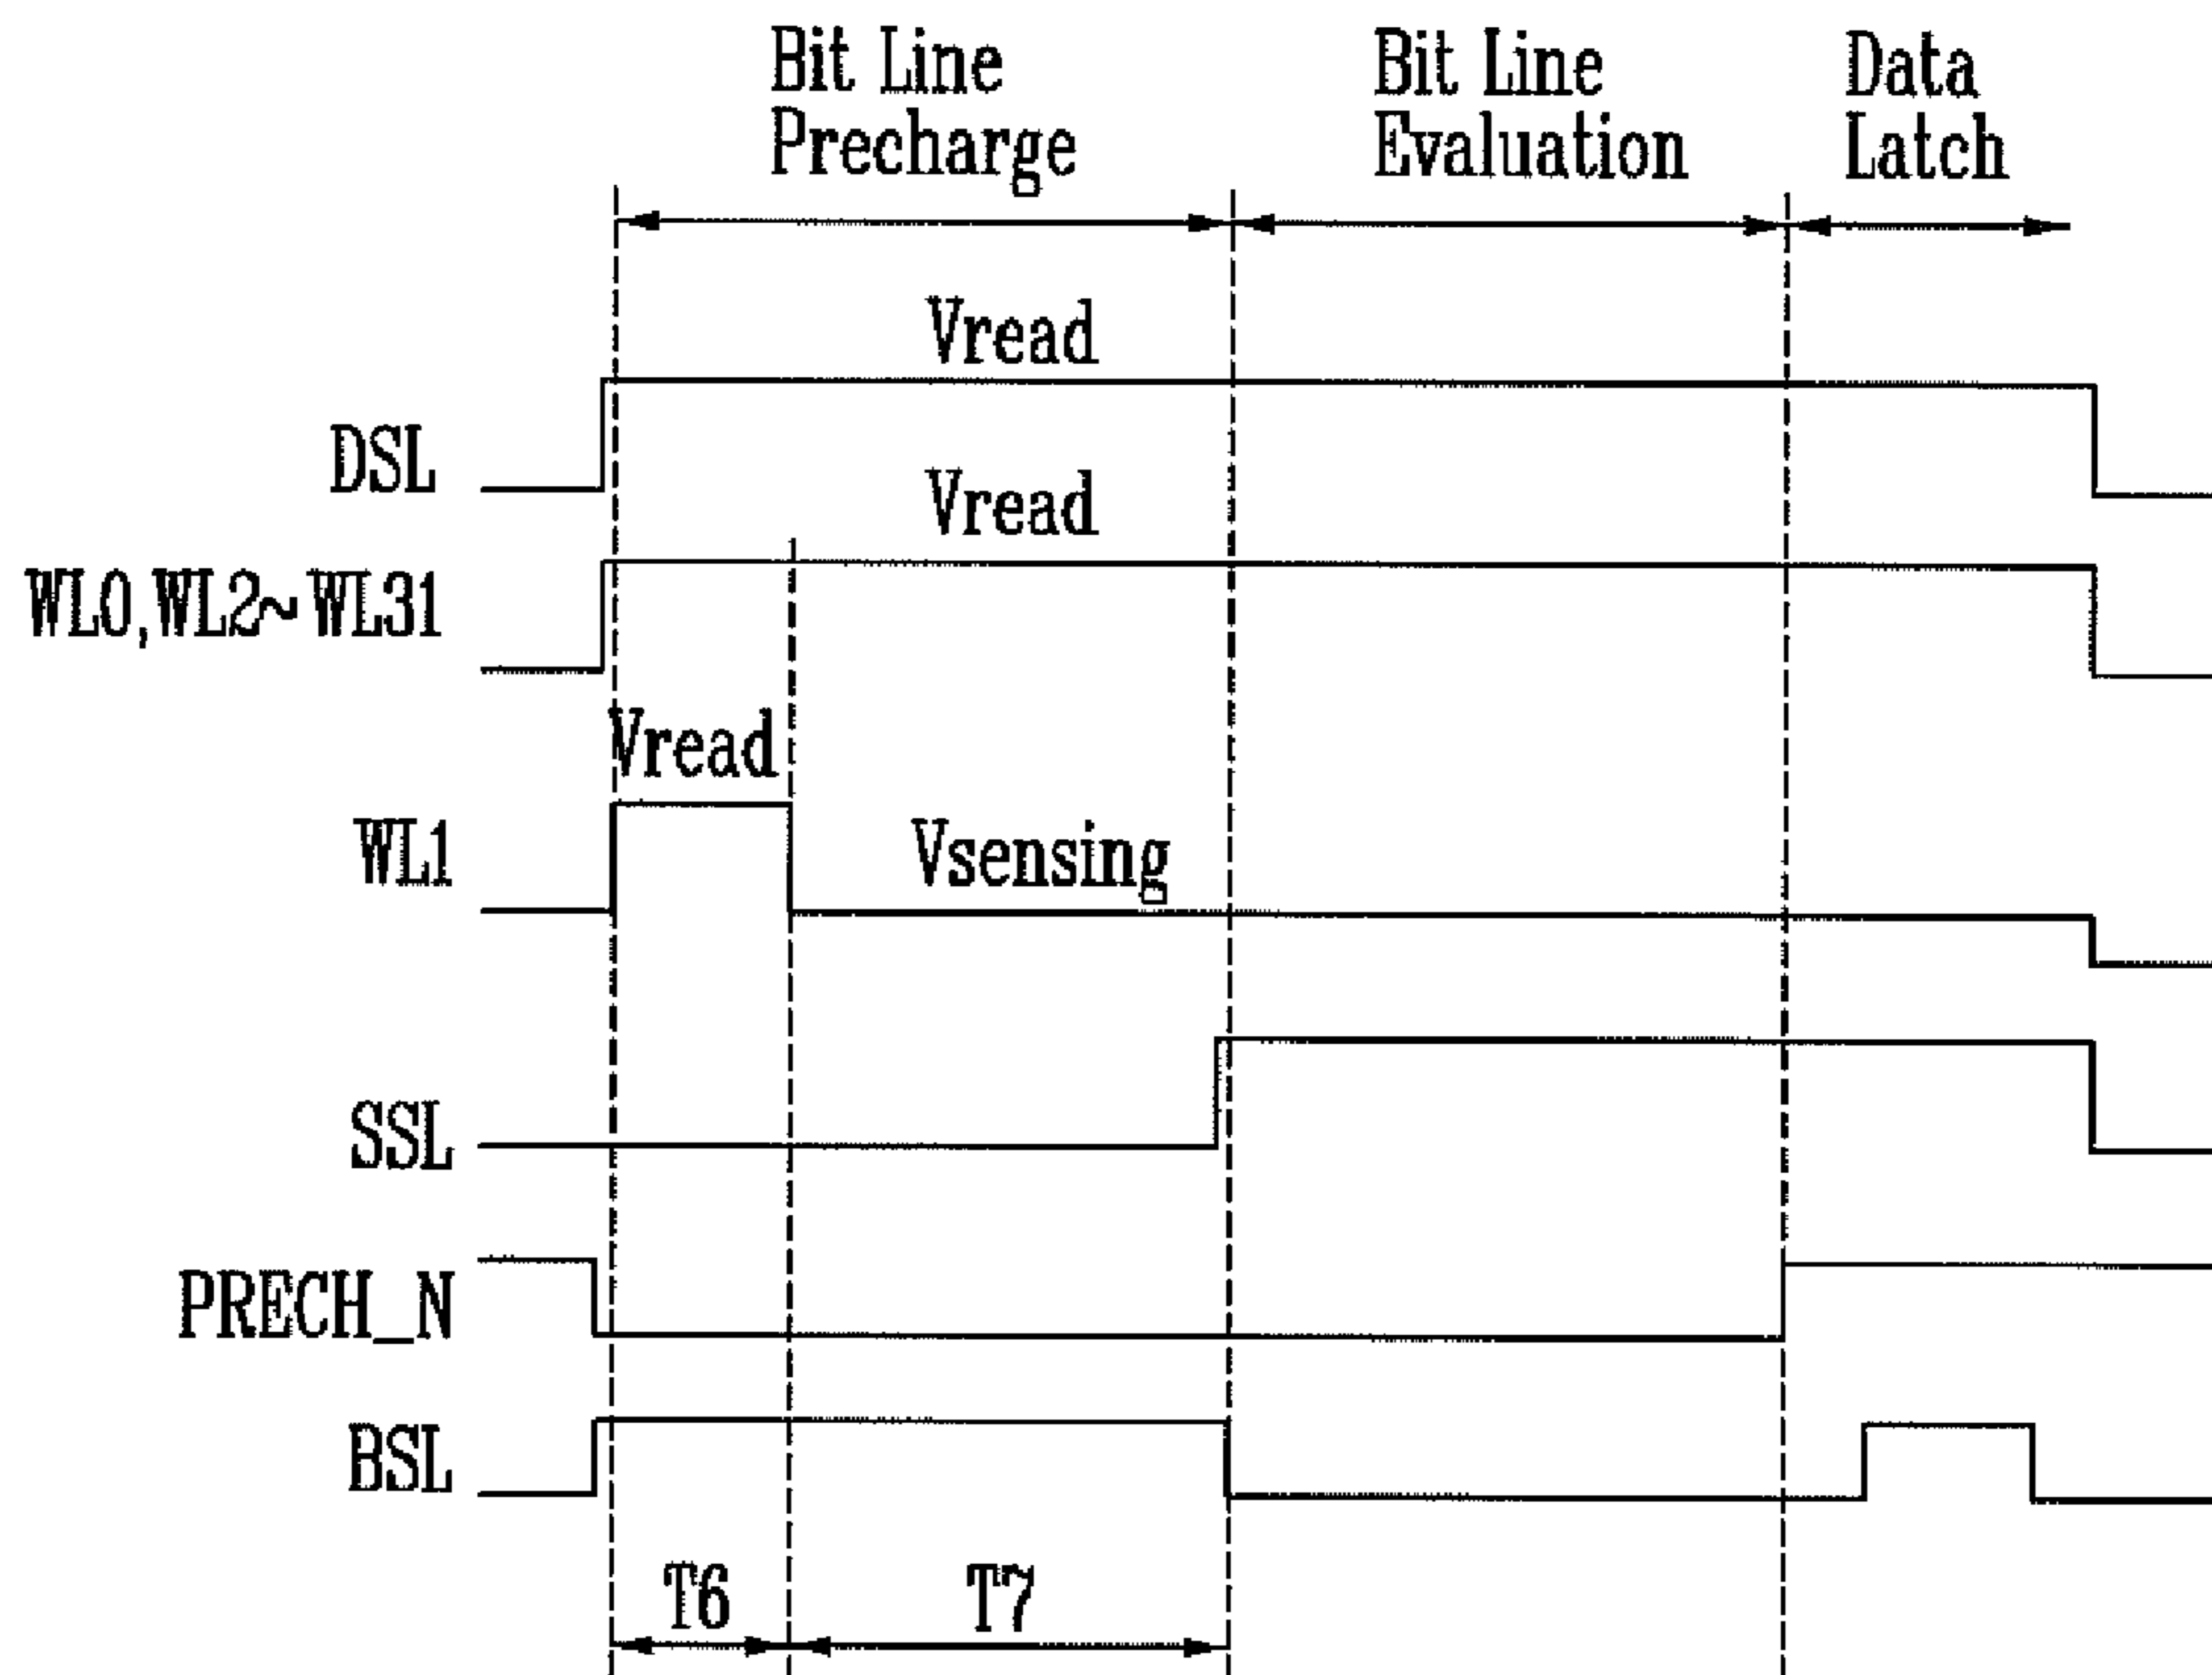 Bit Line
Precharge
Bit Line
Evaluation
Data
Latch
Vread
DSL
Vread
WL0,WL2~WL31
Vread
WL1
Vsensing
SSL
PRECH_N
BSL
T6
T7